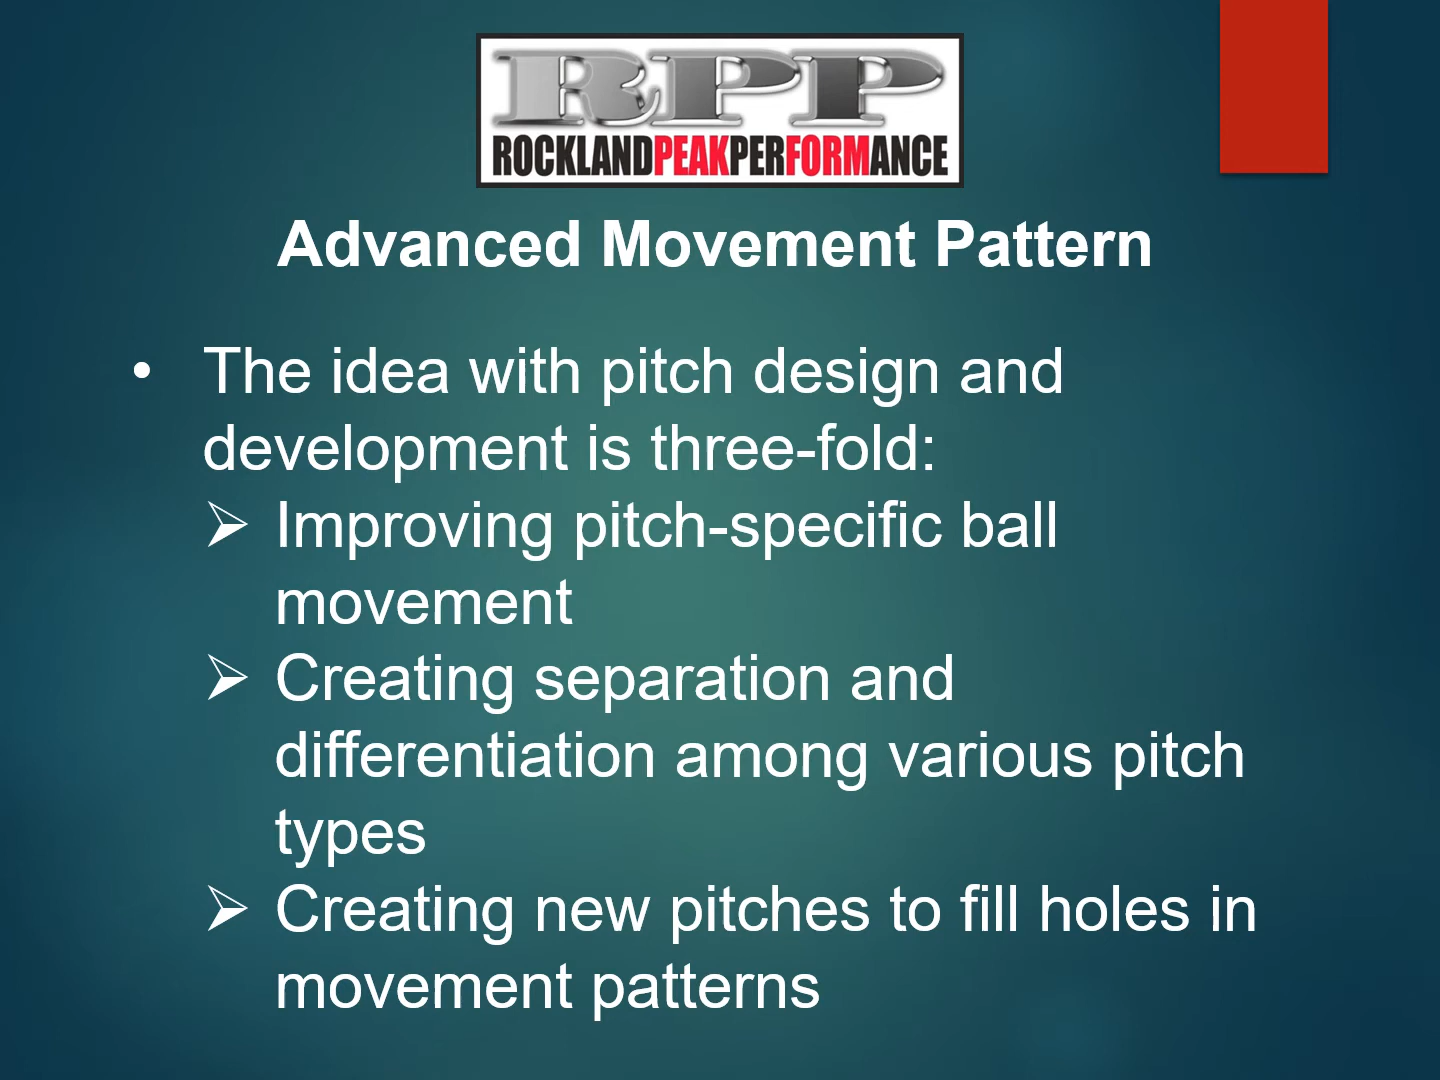 RPP
ROCKLANDPEAKPERFORMANCE
Advanced Movement Pattern
• The idea with pitch design and
development is three-fold:
➢ Improving pitch-specific ball
movement
➢ Creating separation and
differentiation among various pitch
types
➢ Creating new pitches to fill holes in
movement patterns